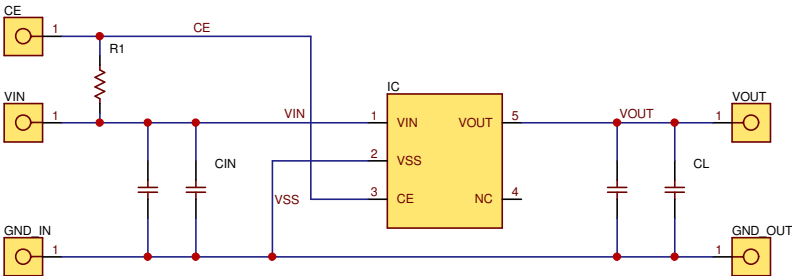 CE
1
CE
R1
IC
VIN
1
VIN
1
VIN
VOUT
5
VOUT
1
VOUT
2
VSS
CIN
CL
VSS
3
CE
NC
4
GND_IN
1
1
GND_OUT